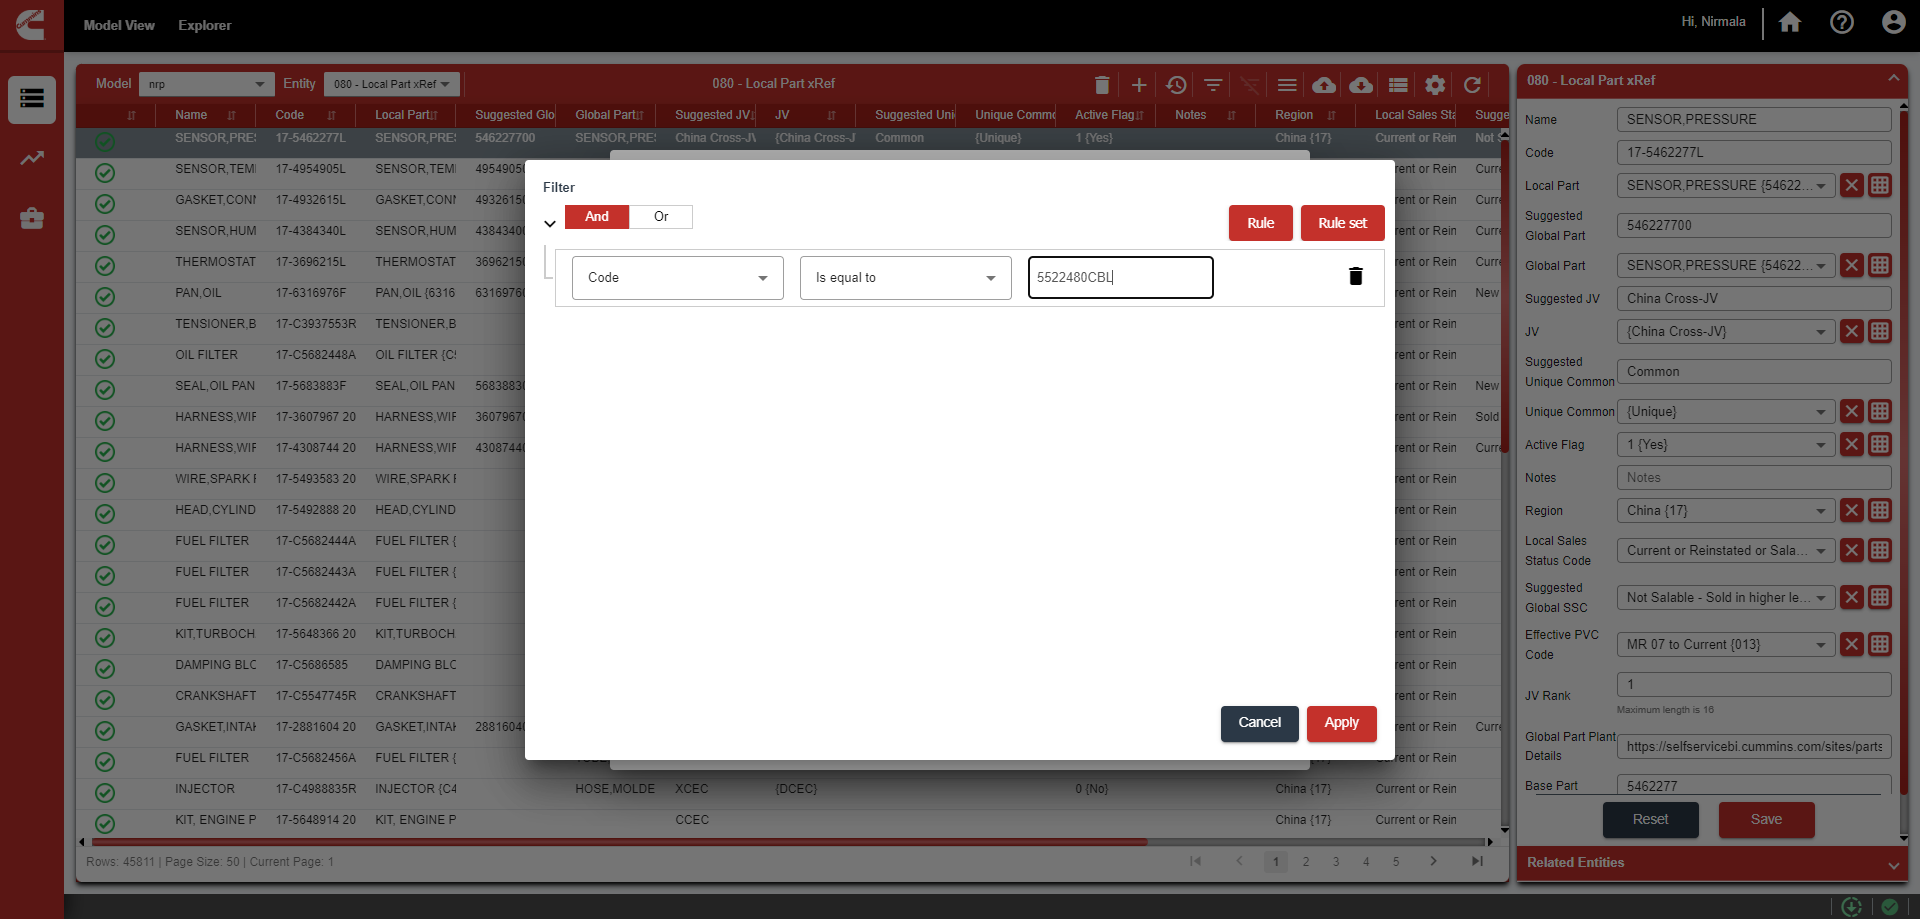 Model View Explorer Hi, Nirmala
Model nrp Entity 080 - Local Part xRef 080 - Local Part xRef
Name Code Local Part Suggested Glo Global Part Suggested JV JV Suggested Uni Unique Commo Active Flag Notes Region Local Sales Sta Sugge
SENSOR,PRES 17-5462277L SENSOR,PRES 546227700 SENSOR,PRES China Cross-JV {China Cross-J Common {Unique} 1 {Yes} China {17} Current or Rein Not
SENSOR,TEM 17-4954905L SENSOR,TEM 4954905 rent or Rein Curre
GASKET,CONN 17-4932615L GASKET,CONN 4932615 rent or Rein Curre
SENSOR,HUM 17-4384340L SENSOR,HUM 4384340 rent or Rein Curre
THERMOSTAT 17-3696215L THERMOSTAT 3696215 rent or Rein Curre
PAN,OIL 17-6316976F PAN,OIL {6316 6316976 rent or Rein New
TENSIONER,B 17-C3937553R TENSIONER,B rent or Rein
OIL FILTER 17-C5682448A OIL FILTER {C5 rent or Rein
SEAL,OIL PAN 17-5683883F SEAL,OIL PAN 5683883 rent or Rein New
HARNESS,WIF 17-3607967 20 HARNESS,WIF 3607967 rent or Rein Sold
HARNESS,WIF 17-4308744 20 HARNESS,WIF 4308744 rent or Rein Curre
WIRE,SPARK F 17-5493583 20 WIRE,SPARK F rent or Rein
HEAD,CYLIND 17-5492888 20 HEAD,CYLIND rent or Rein
FUEL FILTER 17-C5682444A FUEL FILTER { rent or Rein
FUEL FILTER 17-C5682443A FUEL FILTER { rent or Rein
FUEL FILTER 17-C5682442A FUEL FILTER { rent or Rein
KIT,TURBOCH 17-5648366 20 KIT,TURBOCH rent or Rein
DAMPING BLO 17-C5686585 DAMPING BLO rent or Rein
CRANKSHAFT 17-C5547745R CRANKSHAFT rent or Rein
GASKET,INTAK 17-2881604 20 GASKET,INTAK 2881604 rent or Rein Curre
FUEL FILTER 17-C5682456A FUEL FILTER { rent or Rein
INJECTOR 17-C4988835R INJECTOR {C4 HOSE,MOLDE XCEC {DCEC} 0 {No} China {17} Current or Rein
KIT, ENGINE P 17-5648914 20 KIT, ENGINE P CCEC China {17} Current or Rein
Rows: 45811 | Page Size: 50 | Current Page: 1 1 2 3 4 5
Filter
And Or Rule Rule set
Code Is equal to 5522480CBL
Cancel Apply
080 - Local Part xRef
Name SENSOR,PRESSURE
Code 17-5462277L
Local Part SENSOR,PRESSURE {54622...
Suggested
Global Part 546227700
Global Part SENSOR,PRESSURE {54622...
Suggested JV China Cross-JV
JV {China Cross-JV}
Suggested
Unique Common Common
Unique Common {Unique}
Active Flag 1 {Yes}
Notes Notes
Region China {17}
Local Sales
Status Code Current or Reinstated or Sala...
Suggested
Global SSC Not Salable - Sold in higher le...
Effective PVC
Code MR 07 to Current {013}
JV Rank 1
Maximum length is 16
Global Part Plant
Details https://selfservicebi.cummins.com/sites/parts
Base Part 5462277
Reset Save
Related Entities